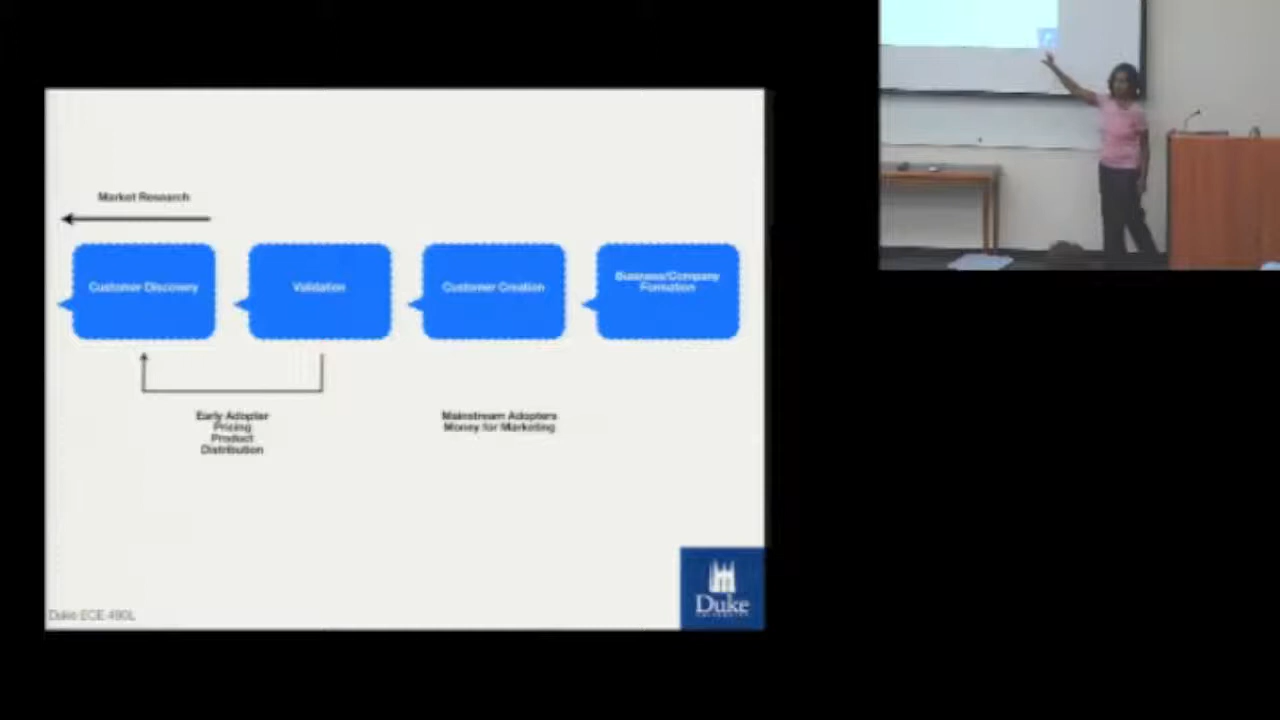 Market Research
Customer Discovery
Validation
Customer Creation
Business/Company
Formation
Early Adopter
Pricing
Product
Distribution
Mainstream Adopters
Money for Marketing
Duke ECE 490L
Duke
UNIVERSITY